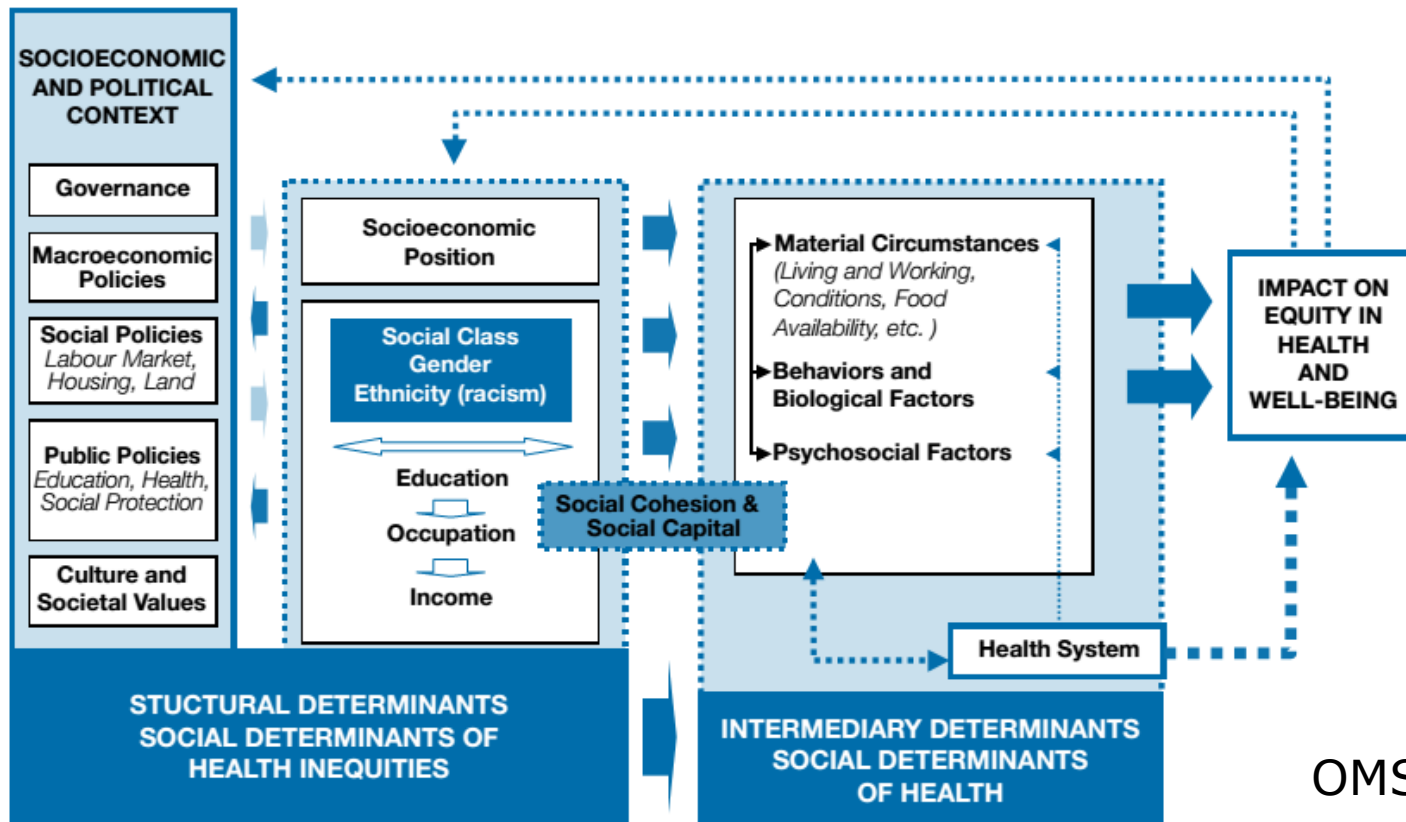 SOCIOECONOMIC
AND POLITICAL
CONTEXT
Governance
Macroeconomic
Policies
Social Policies
Labour Market,
Housing, Land
Public Policies
Education, Health,
Social Protection
Culture and
Societal Values
Socioeconomic
Position
Social Class
Gender
Ethnicity (racism)
Education
Occupation
Income
Social Cohesion &
Social Capital
Material Circumstances
(Living and Working,
Conditions, Food
Availability, etc. )
Behaviors and
Biological Factors
Psychosocial Factors
Health System
IMPACT ON
EQUITY IN
HEALTH
AND
WELL-BEING
STUCTURAL DETERMINANTS
SOCIAL DETERMINANTS OF
HEALTH INEQUITIES
INTERMEDIARY DETERMINANTS
SOCIAL DETERMINANTS
OF HEALTH
OMS